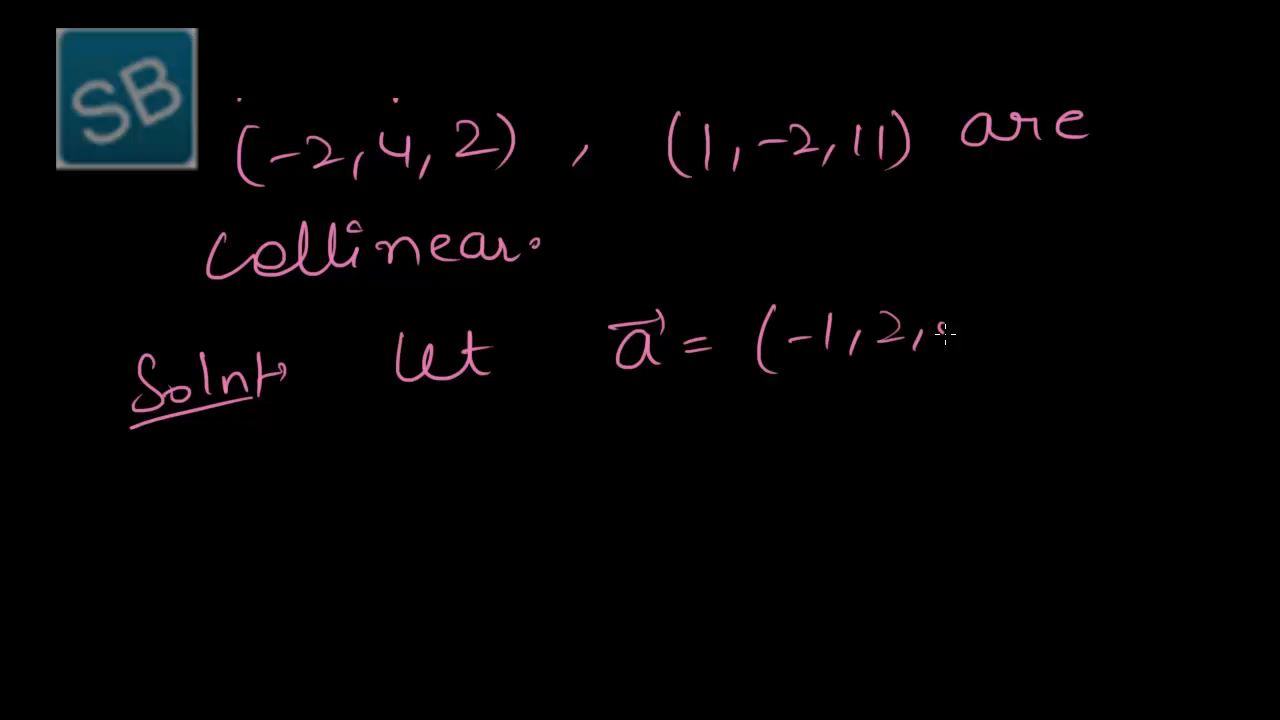 SB
(-2, 4, 2) , (1, -2, 11) are
collinear.
Soln→ Let a⃗ = (-1, 2,